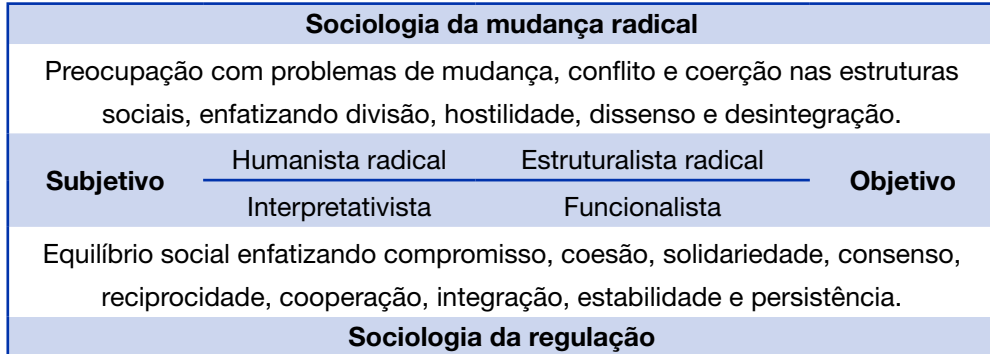 Sociologia da mudança radical
Preocupação com problemas de mudança, conflito e coerção nas estruturas
sociais, enfatizando divisão, hostilidade, dissenso e desintegração.
Subjetivo Humanista radical Estruturalista radical Objetivo
Interpretativista Funcionalista
Equilíbrio social enfatizando compromisso, coesão, solidariedade, consenso,
reciprocidade, cooperação, integração, estabilidade e persistência.
Sociologia da regulação